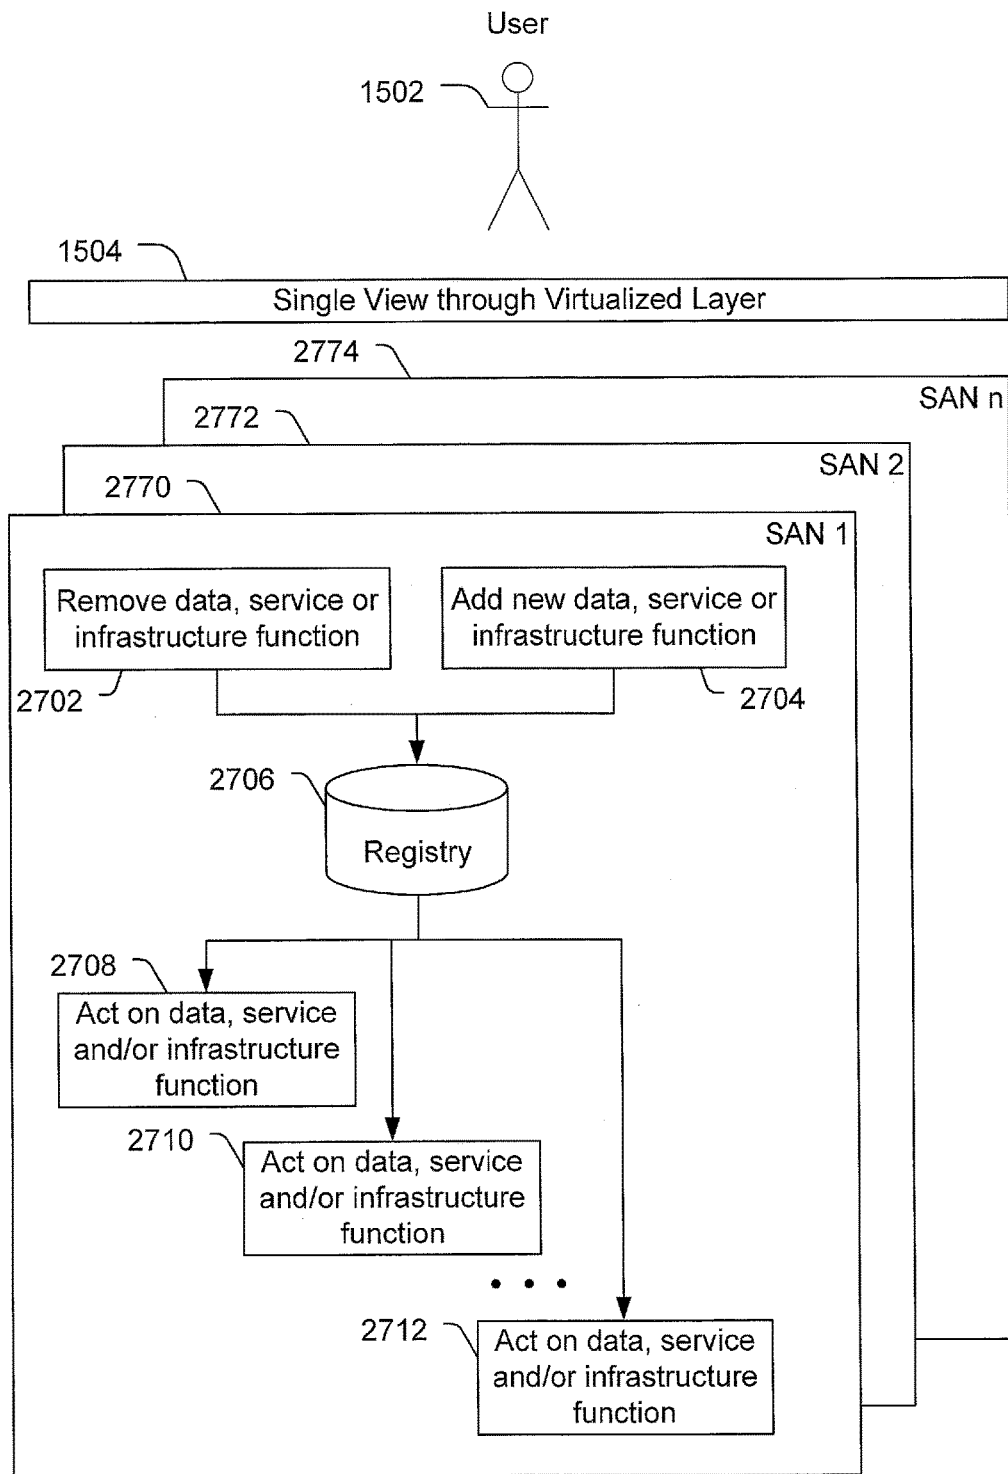 User
1502
1504
Single View through Virtualized Layer
2774
SAN n
2772
SAN 2
2770
SAN 1
Remove data, service or
infrastructure function
Add new data, service or
infrastructure function
2702
2704
2706
Registry
2708
Act on data, service
and/or infrastructure
function
2710
Act on data, service
and/or infrastructure
function
• • •
2712
Act on data, service
and/or infrastructure
function